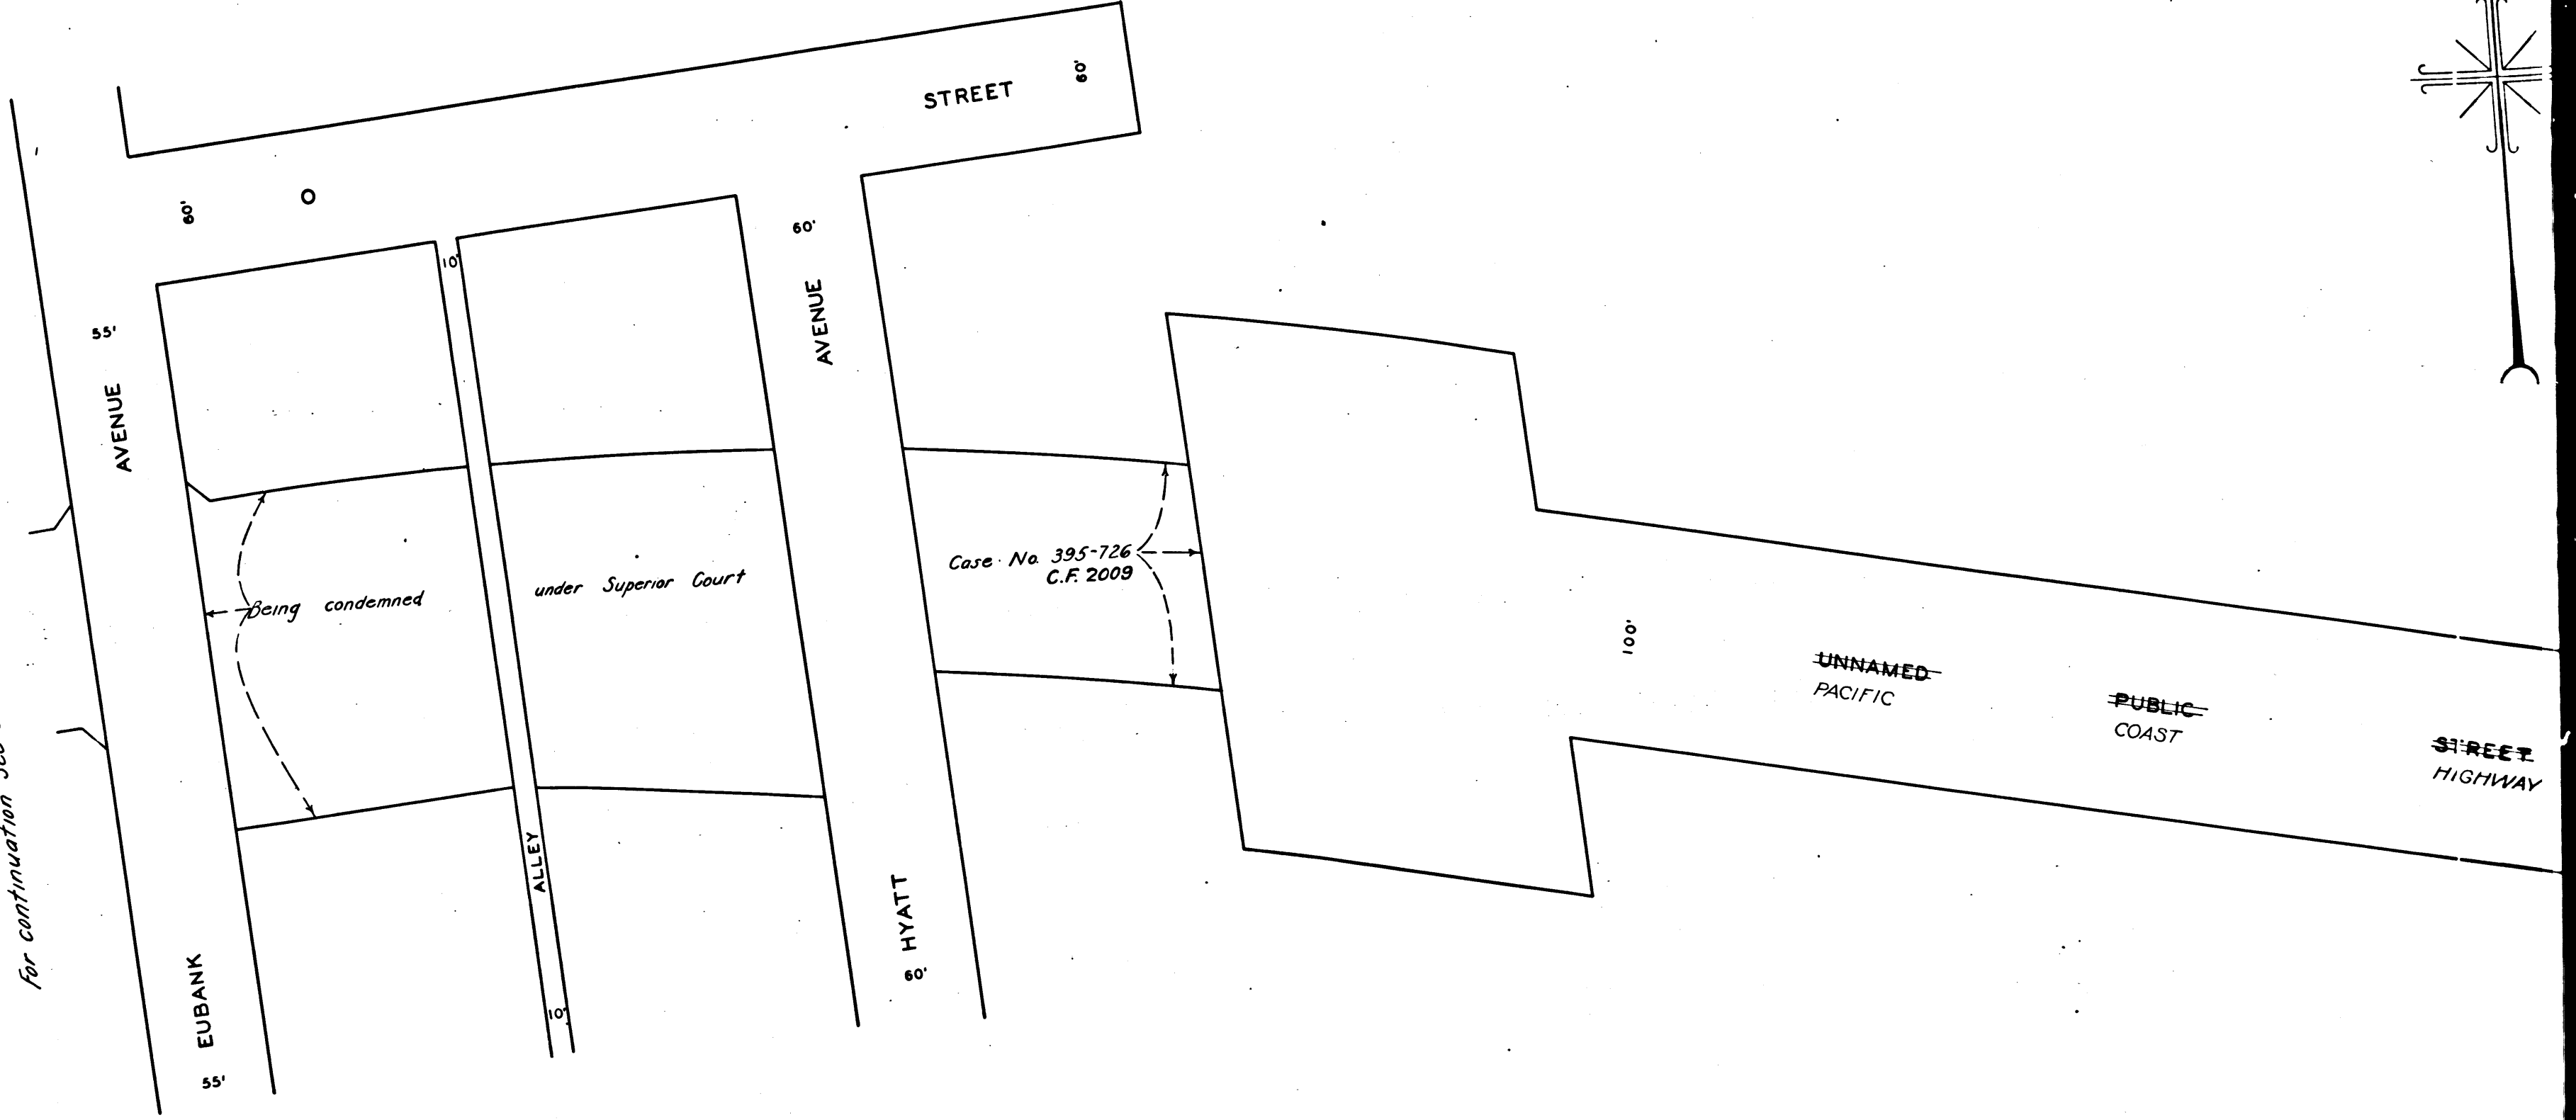 STREET
60'
60'
O
10'
60'
AVENUE
55'
AVENUE
Being condemned under Superior Court Case No. 395-726
C.F. 2009
100'
UNNAMED PUBLIC STREET
PACIFIC COAST HIGHWAY
ALLEY
10'
HYATT
60'
EUBANK
55'
For continuation